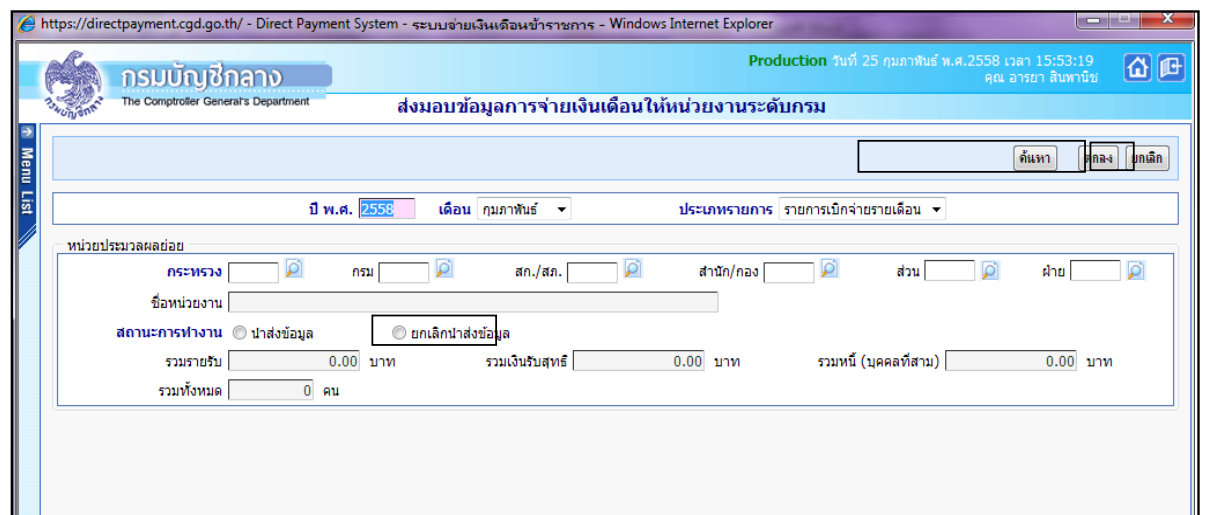 https://directpayment.cgd.go.th/ - Direct Payment System - ระบบจ่ายเงินเดือนข้าราชการ - Windows Internet Explorer
Production วันที่ 25 กุมภาพันธ์ พ.ศ.2558 เวลา 15:53:19
กรมบัญชีกลาง
คุณ อารยา สินพานิช
The Comptroller General's Department
ส่งมอบข้อมูลการจ่ายเงินเดือนให้หน่วยงานระดับกรม
Menu List
ค้นหา ตกลง ยกเลิก
ปี พ.ศ. 2558 เดือน กุมภาพันธ์ ประเภทรายการ รายการเบิกจ่ายรายเดือน
หน่วยประมวลผลย่อย
กระทรวง กรม สก./สภ. สำนัก/กอง ส่วน ฝ่าย
ชื่อหน่วยงาน
สถานะการทำงาน นำส่งข้อมูล ยกเลิกนำส่งข้อมูล
รวมรายรับ 0.00 บาท รวมเงินรับสุทธิ์ 0.00 บาท รวมหนี้ (บุคคลที่สาม) 0.00 บาท
รวมทั้งหมด 0 คน